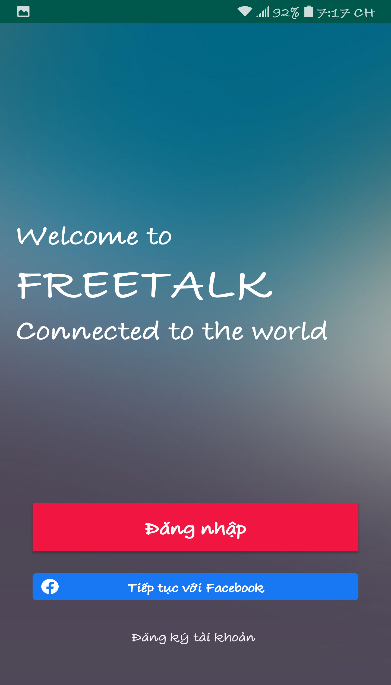 92% 7:17 CH
Welcome to
FREETALK
Connected to the world
Đăng nhập
Tiếp tục với Facebook
Đăng ký tài khoản